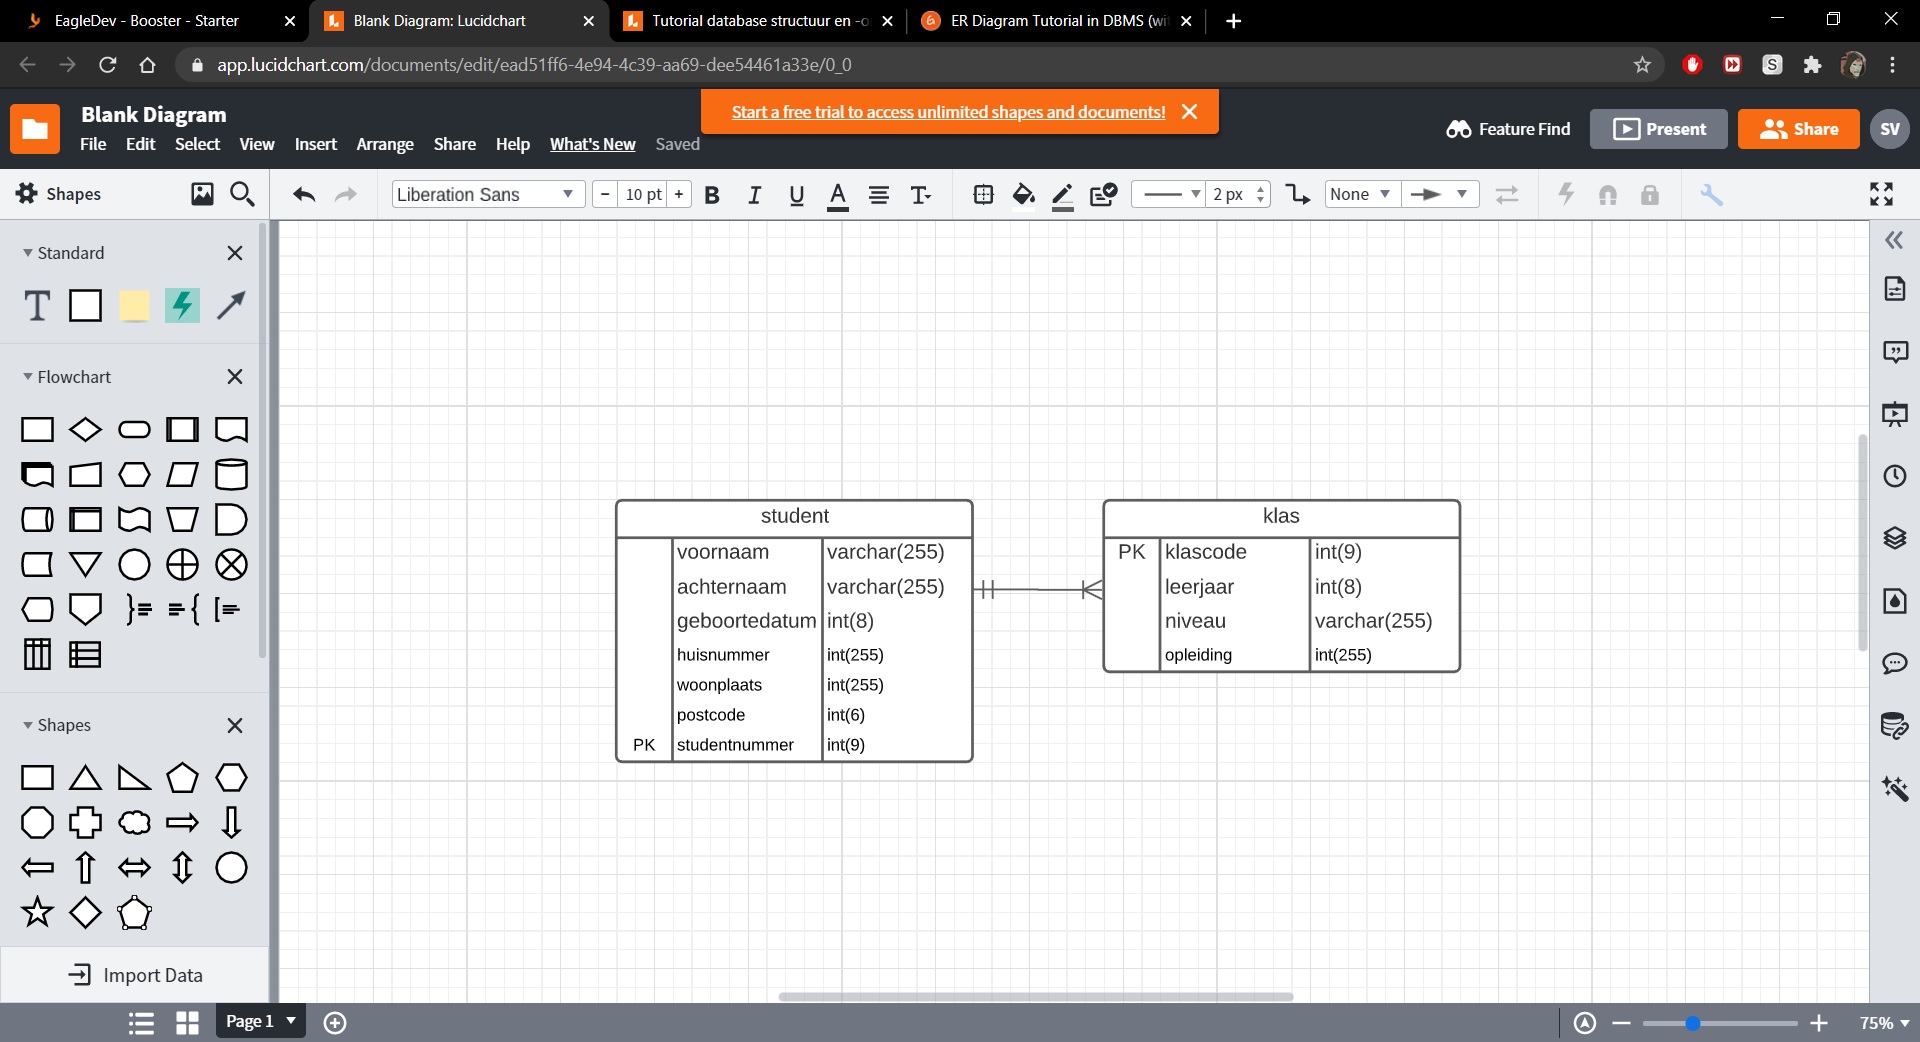 EagleDev - Booster - Starter
Blank Diagram: Lucidchart
Tutorial database structuur en -o
ER Diagram Tutorial in DBMS (wi
app.lucidchart.com/documents/edit/ead51ff6-4e94-4c39-aa69-dee54461a33e/0_0
Blank Diagram
Start a free trial to access unlimited shapes and documents!
File Edit Select View Insert Arrange Share Help What's New Saved
Feature Find
Present
Share
SV
Shapes
Liberation Sans
- 10 pt +
B I U A T
2 px
None
Standard
T
Flowchart
Shapes
Import Data
student
voornaam varchar(255)
achternaam varchar(255)
geboortedatum int(8)
huisnummer int(255)
woonplaats int(255)
postcode int(6)
PK studentnummer int(9)
klas
PK klascode int(9)
leerjaar int(8)
niveau varchar(255)
opleiding int(255)
Page 1
75%